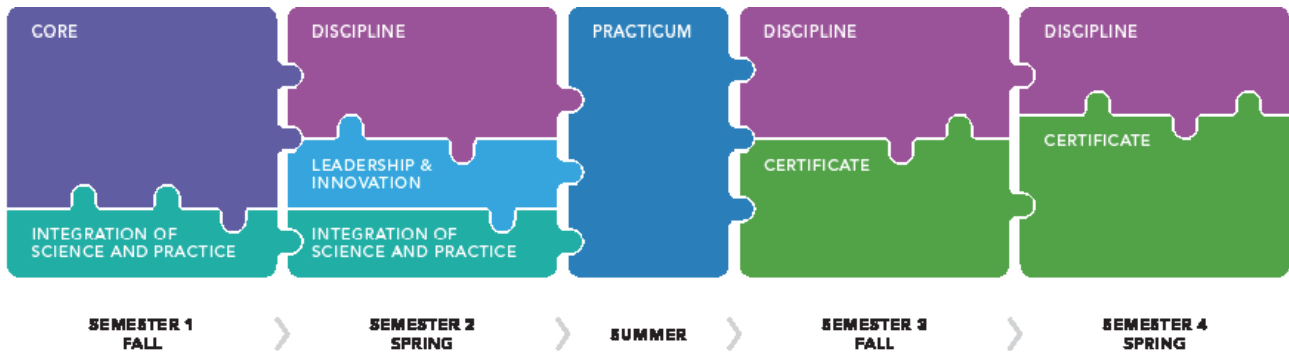 CORE
INTEGRATION OF
SCIENCE AND PRACTICE
DISCIPLINE
LEADERSHIP &
INNOVATION
INTEGRATION OF
SCIENCE AND PRACTICE
PRACTICUM
DISCIPLINE
CERTIFICATE
DISCIPLINE
CERTIFICATE
SEMESTER 1
FALL
SEMESTER 2
SPRING
SUMMER
SEMESTER 3
FALL
SEMESTER 4
SPRING